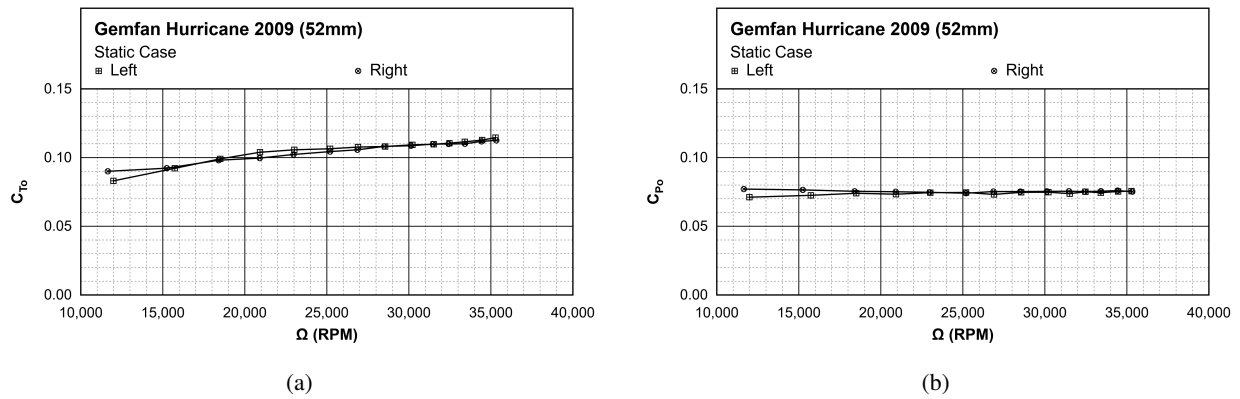 Gemfan Hurricane 2009 (52mm)
Static Case
Left Right
0.15
0.10
0.05
0.00
C_To
10,000 15,000 20,000 25,000 30,000 35,000 40,000
Ω (RPM)
(a)
Gemfan Hurricane 2009 (52mm)
Static Case
Left Right
0.15
0.10
0.05
0.00
C_Po
10,000 15,000 20,000 25,000 30,000 35,000 40,000
Ω (RPM)
(b)